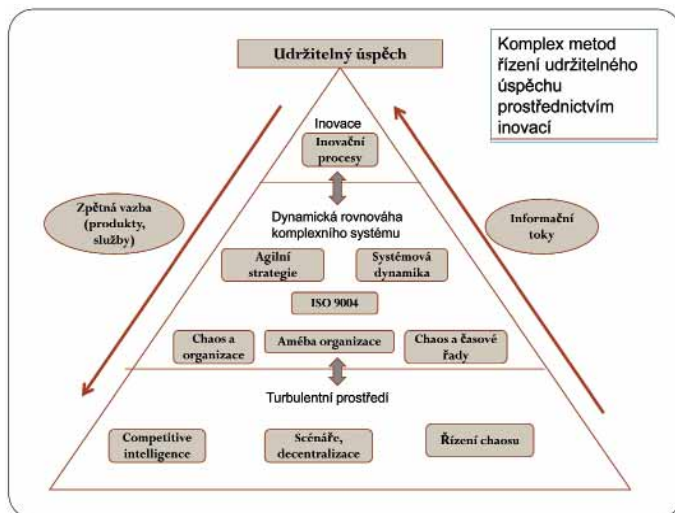 Udržitelný úspěch
Komplex metod
řízení udržitelného
úspěchu
prostřednictvím
inovací
Inovace
Inovační
procesy
Zpětná vazba
(produkty,
služby)
Informační
toky
Dynamická rovnováha
komplexního systému
Agilní
strategie
Systémová
dynamika
ISO 9004
Chaos a
organizace
Améba organizace
Chaos a časové
řady
Turbulentní prostředí
Competitive
intelligence
Scénáře,
decentralizace
Řízení chaosu